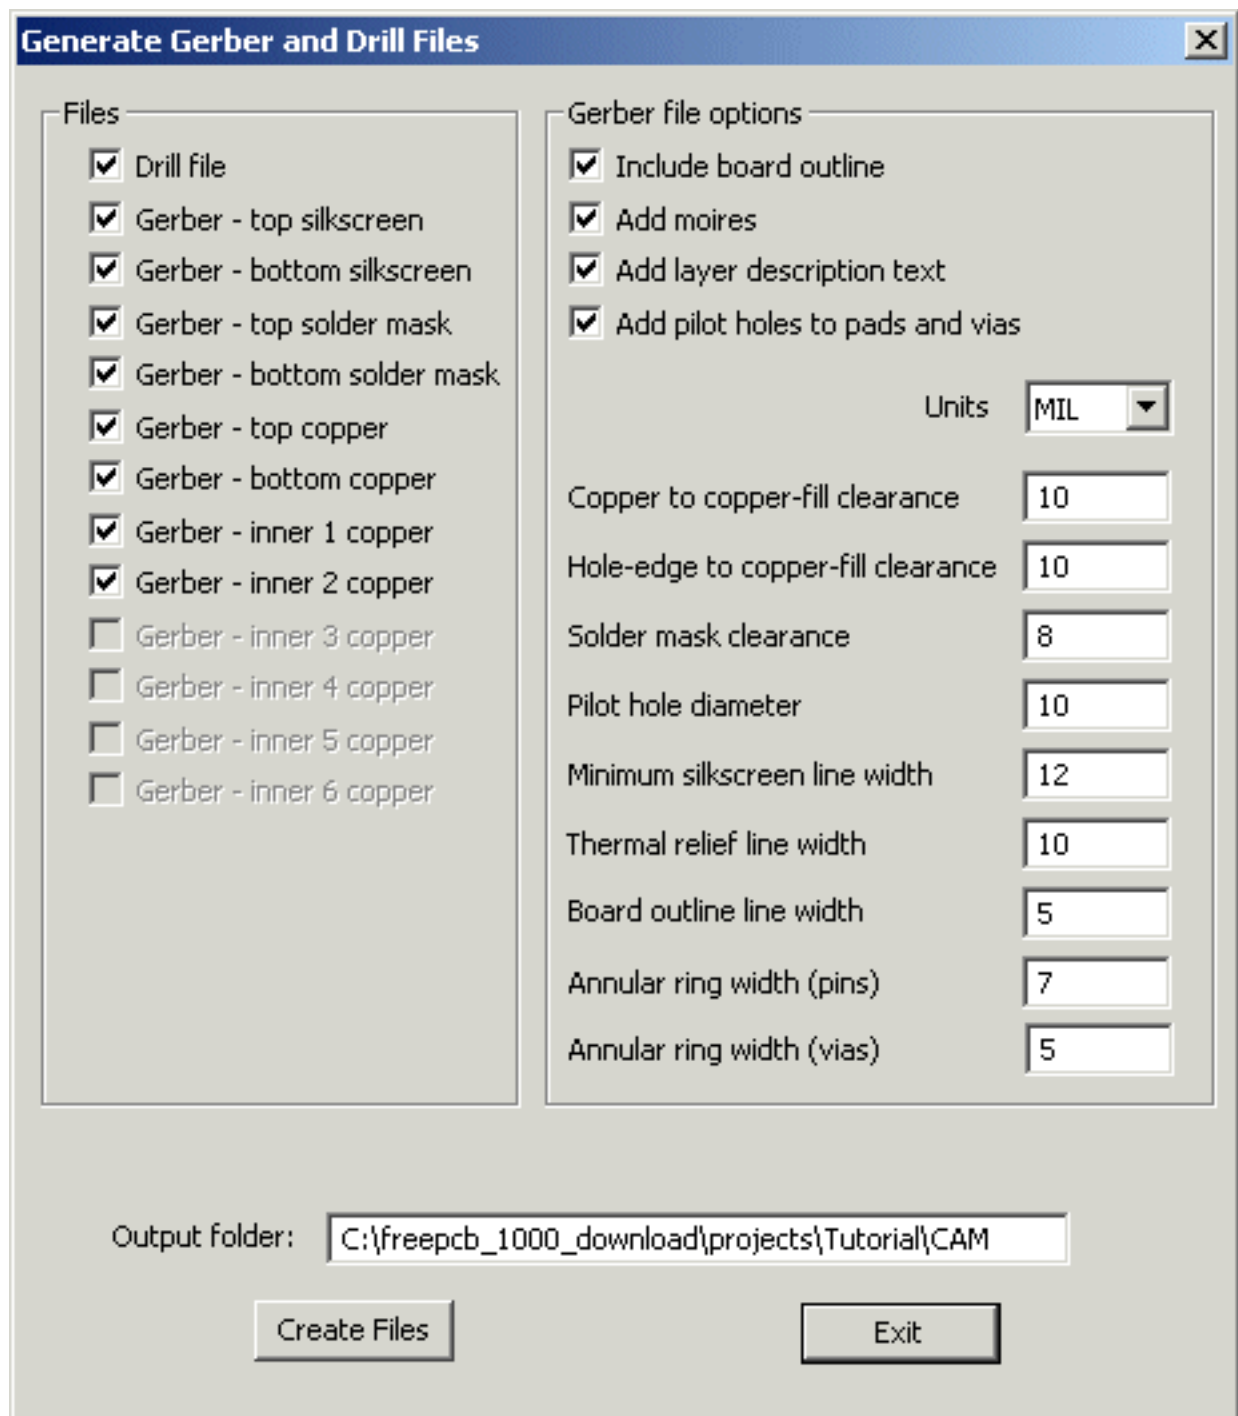 Generate Gerber and Drill Files
Files
Drill file
Gerber - top silkscreen
Gerber - bottom silkscreen
Gerber - top solder mask
Gerber - bottom solder mask
Gerber - top copper
Gerber - bottom copper
Gerber - inner 1 copper
Gerber - inner 2 copper
Gerber - inner 3 copper
Gerber - inner 4 copper
Gerber - inner 5 copper
Gerber - inner 6 copper
Gerber file options
Include board outline
Add moires
Add layer description text
Add pilot holes to pads and vias
Units MIL
Copper to copper-fill clearance 10
Hole-edge to copper-fill clearance 10
Solder mask clearance 8
Pilot hole diameter 10
Minimum silkscreen line width 12
Thermal relief line width 10
Board outline line width 5
Annular ring width (pins) 7
Annular ring width (vias) 5
Output folder: C:\freepcb_1000_download\projects\Tutorial\CAM
Create Files Exit